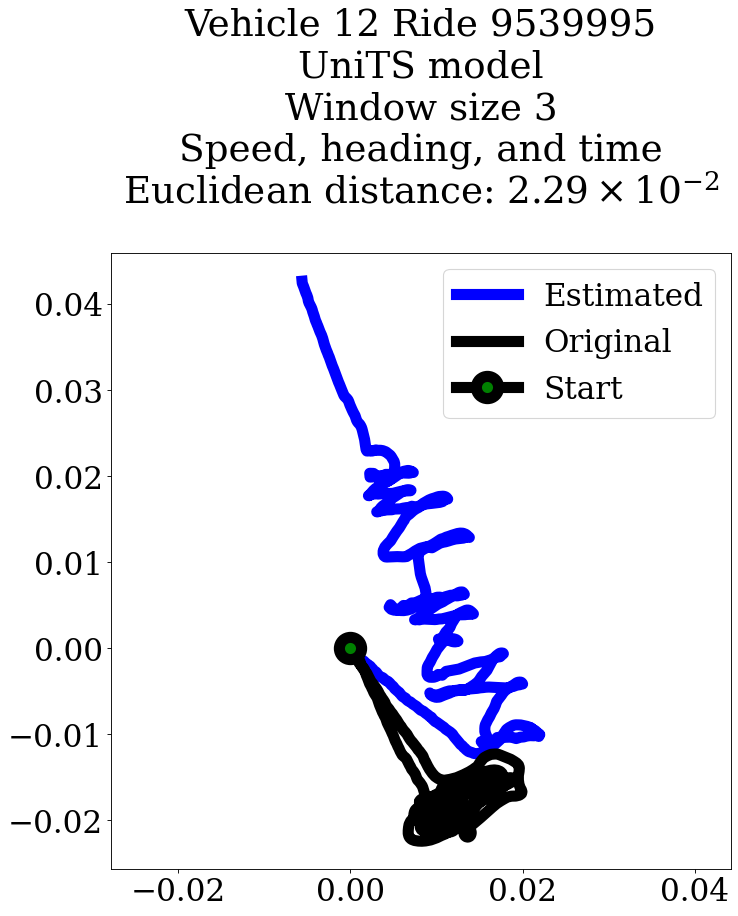 Vehicle 12 Ride 9539995
UniTS model
Window size 3
Speed, heading, and time
Euclidean distance: 2.29 × 10⁻²
Estimated
Original
Start
0.04
0.03
0.02
0.01
0.00
−0.01
−0.02
−0.02 0.00 0.02 0.04